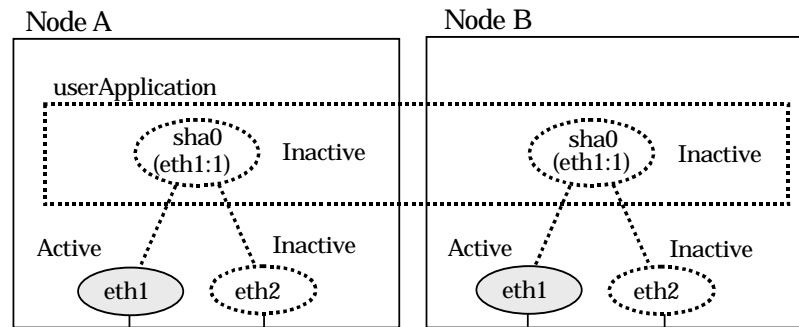 Node A
Node B
userApplication
sha0
(eth1:1)
Inactive
sha0
(eth1:1)
Inactive
Active
Inactive
Active
Inactive
eth1
eth2
eth1
eth2